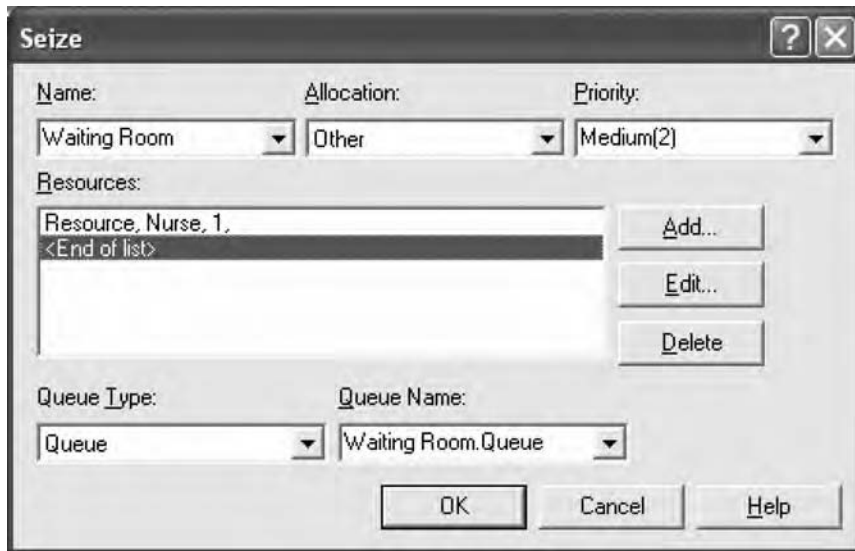 Seize
Name: Allocation: Priority:
Waiting Room Other Medium(2)
Resources:
Resource, Nurse, 1,
<End of list>
Add...
Edit...
Delete
Queue Type: Queue Name:
Queue Waiting Room.Queue
OK Cancel Help